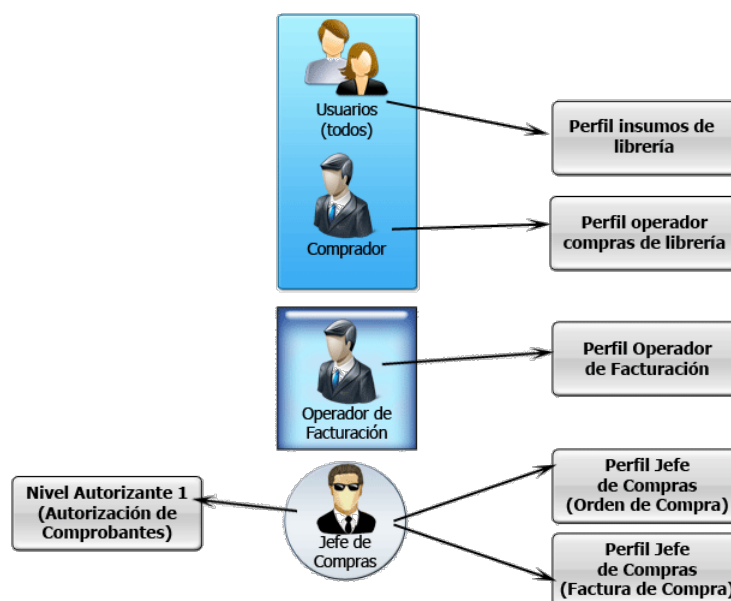 Usuarios
(todos)
Perfil insumos de
librería
Comprador
Perfil operador
compras de librería
Operador de
Facturación
Perfil Operador
de Facturación
Nivel Autorizante 1
(Autorización de
Comprobantes)
Jefe de
Compras
Perfil Jefe
de Compras
(Orden de Compra)
Perfil Jefe
de Compras
(Factura de Compra)